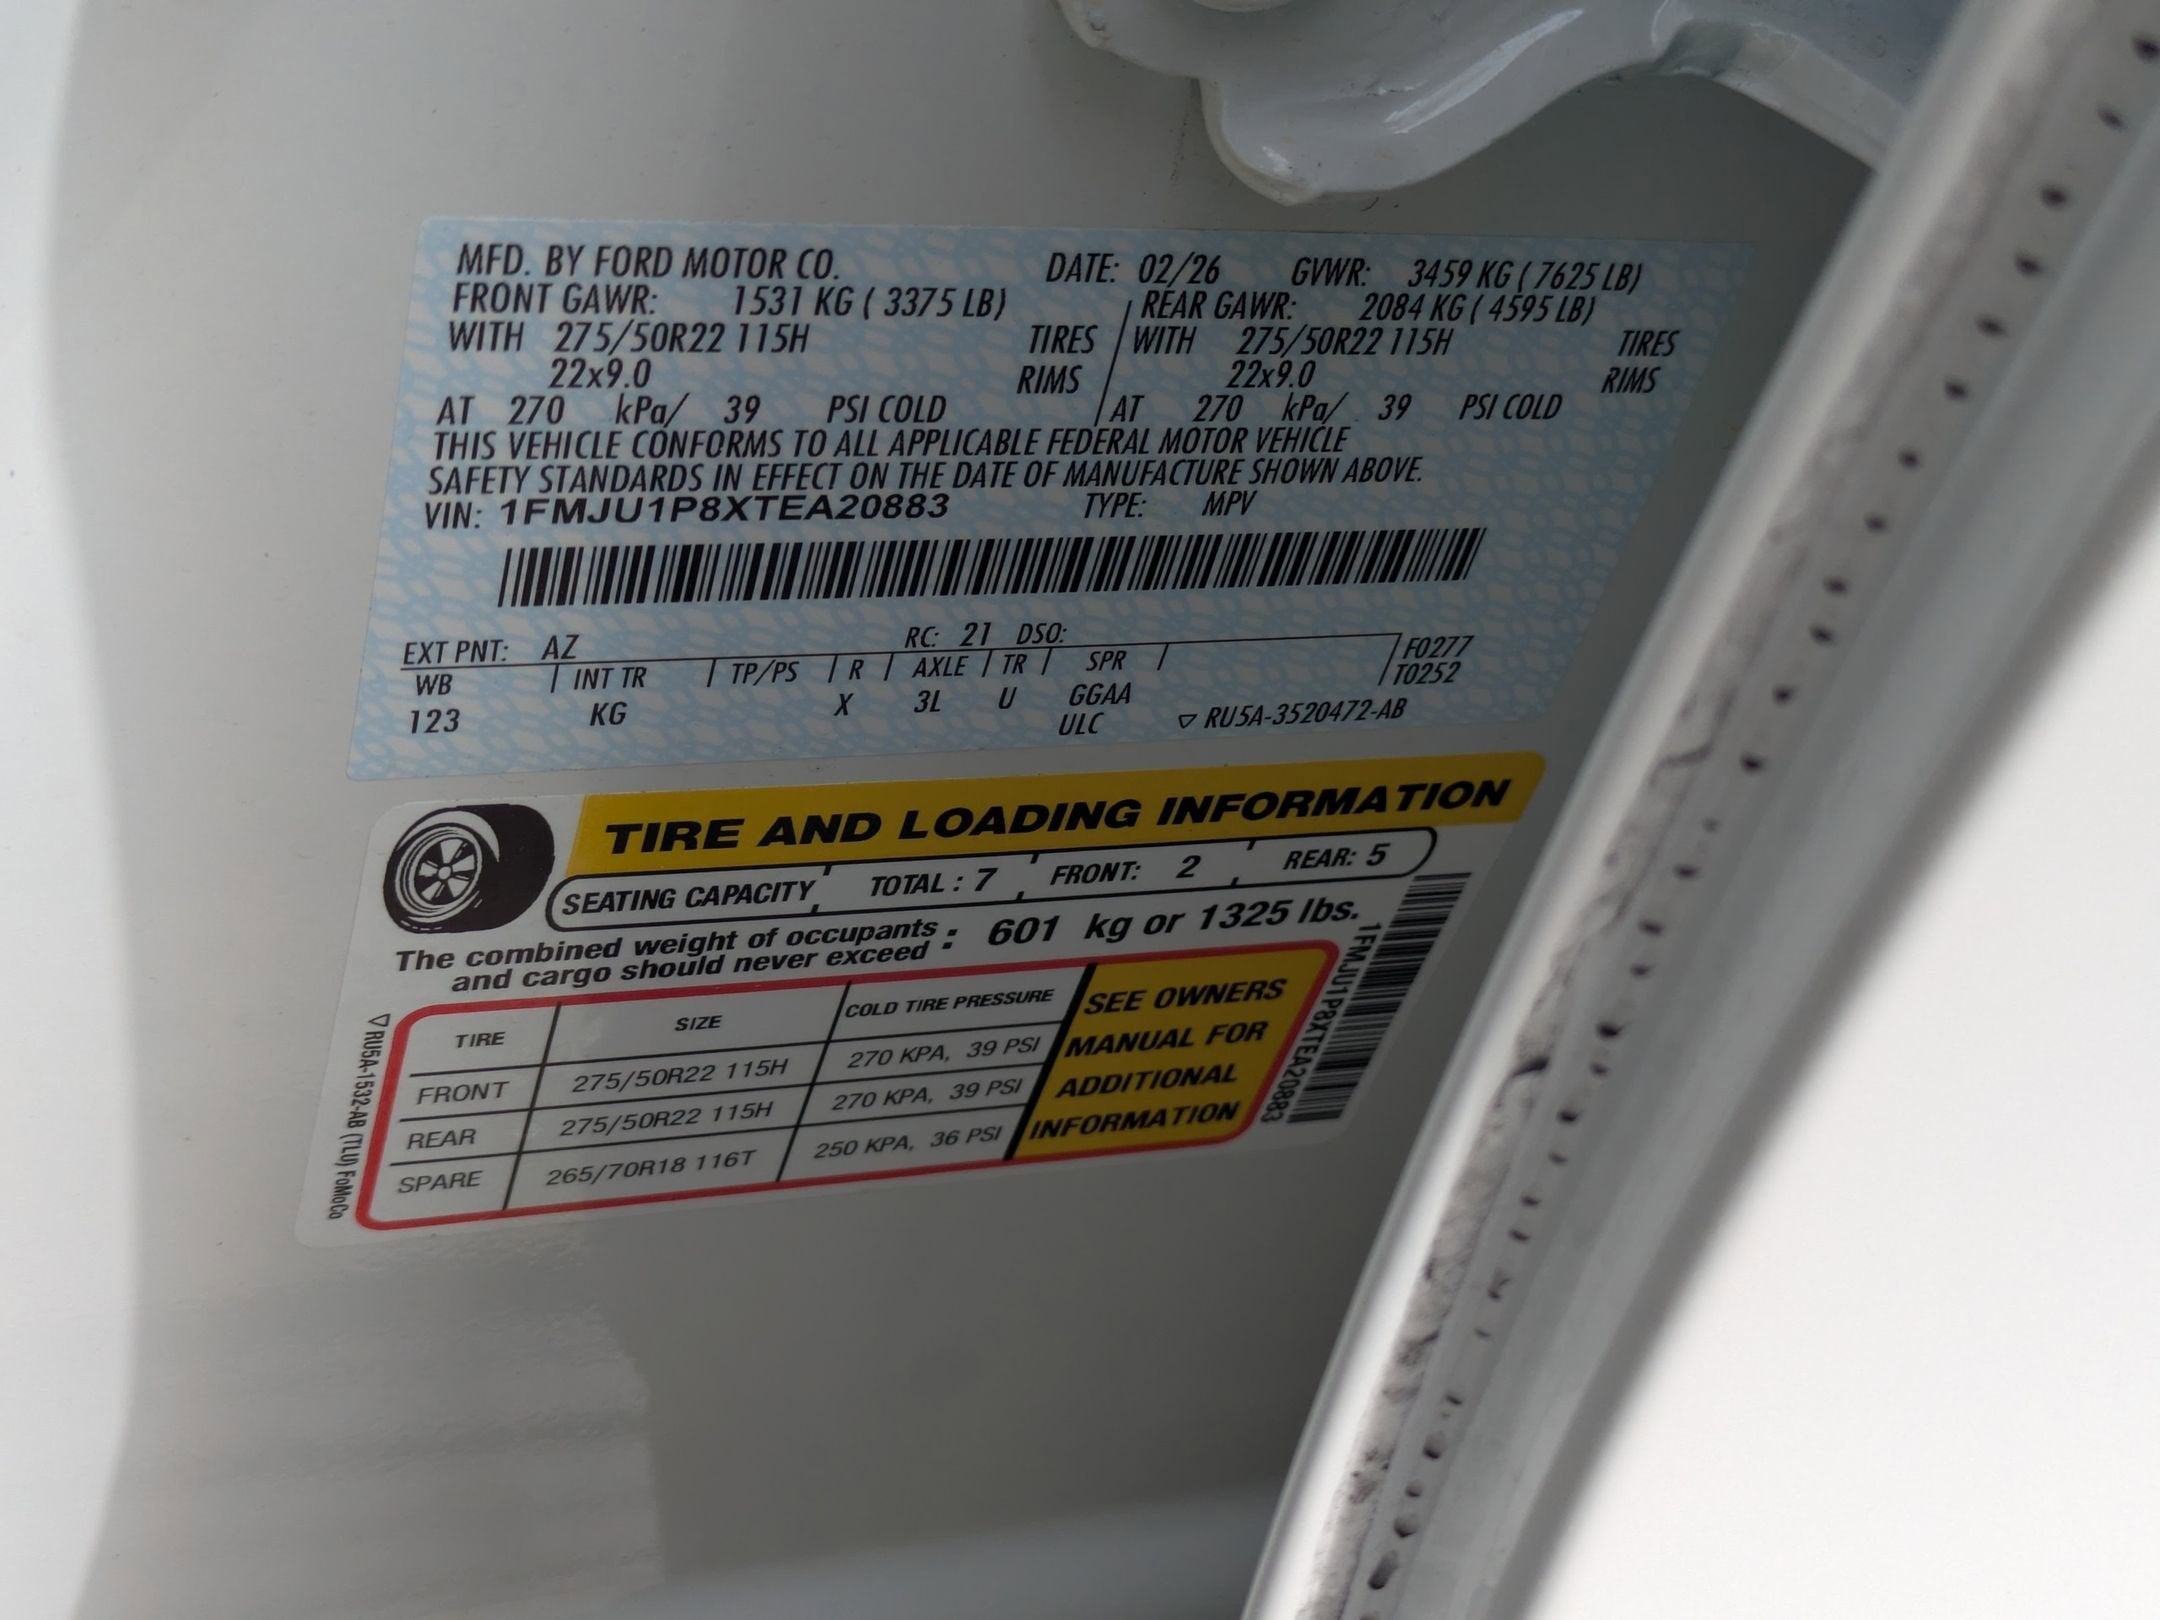 MFD. BY FORD MOTOR CO. DATE: 02/26 GVWR: 3459 KG ( 7625 LB)
FRONT GAWR: 1531 KG ( 3375 LB) REAR GAWR: 2084 KG ( 4595 LB)
WITH 275/50R22 115H TIRES WITH 275/50R22 115H TIRES
22x9.0 RIMS 22x9.0 RIMS
AT 270 kPa/ 39 PSI COLD AT 270 kPa/ 39 PSI COLD
THIS VEHICLE CONFORMS TO ALL APPLICABLE FEDERAL MOTOR VEHICLE
SAFETY STANDARDS IN EFFECT ON THE DATE OF MANUFACTURE SHOWN ABOVE.
VIN: 1FMJU1P8XTEA20883 TYPE: MPV
EXT PNT: AZ RC: 21 DSO: F0277
WB INT TR TP/PS R AXLE TR SPR T0252
123 KG X 3L U GGAA
ULC RU5A-3520472-AB
TIRE AND LOADING INFORMATION
SEATING CAPACITY TOTAL : 7 FRONT: 2 REAR: 5
The combined weight of occupants
and cargo should never exceed : 601 kg or 1325 lbs.
TIRE SIZE COLD TIRE PRESSURE
FRONT 275/50R22 115H 270 KPA, 39 PSI
REAR 275/50R22 115H 270 KPA, 39 PSI
SPARE 265/70R18 116T 250 KPA, 36 PSI
SEE OWNERS
MANUAL FOR
ADDITIONAL
INFORMATION
1FMJU1P8XTEA20883
RU5A-1532-AB (TLU) FoMoCo